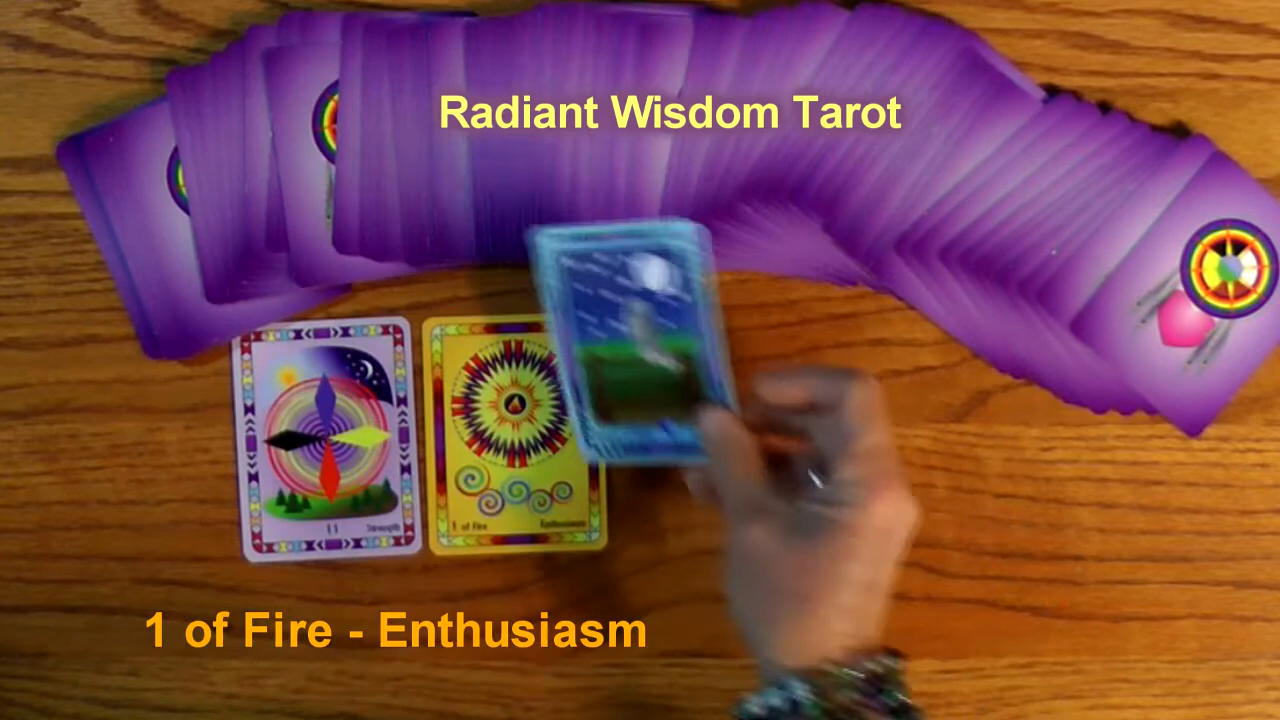 Radiant Wisdom Tarot
11 Strength
1 of Fire Enthusiasm
1 of Fire - Enthusiasm